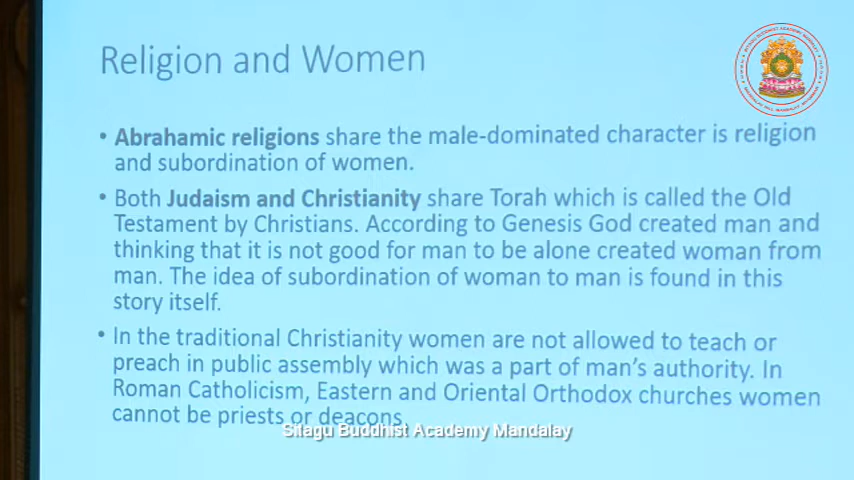 Religion and Women
• Abrahamic religions share the male-dominated character is religion
and subordination of women.
• Both Judaism and Christianity share Torah which is called the Old
Testament by Christians. According to Genesis God created man and
thinking that it is not good for man to be alone created woman from
man. The idea of subordination of woman to man is found in this
story itself.
• In the traditional Christianity women are not allowed to teach or
preach in public assembly which was a part of man's authority. In
Roman Catholicism, Eastern and Oriental Orthodox churches women
cannot be priests or deacons.
Sitagu Buddhist Academy Mandalay